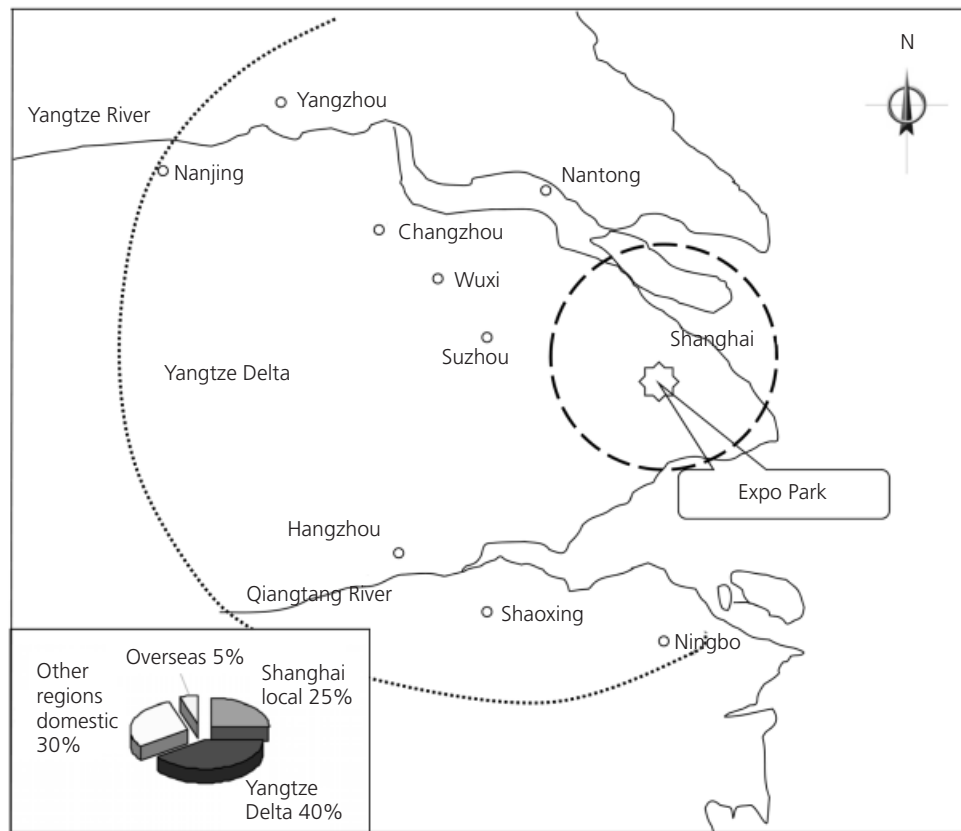 N
Yangzhou
Yangtze River
Nanjing
Nantong
Changzhou
Wuxi
Shanghai
Suzhou
Yangtze Delta
Expo Park
Hangzhou
Qiangtang River
Shaoxing
Ningbo
Overseas 5%
Other
regions
domestic
30%
Shanghai
local 25%
Yangtze
Delta 40%